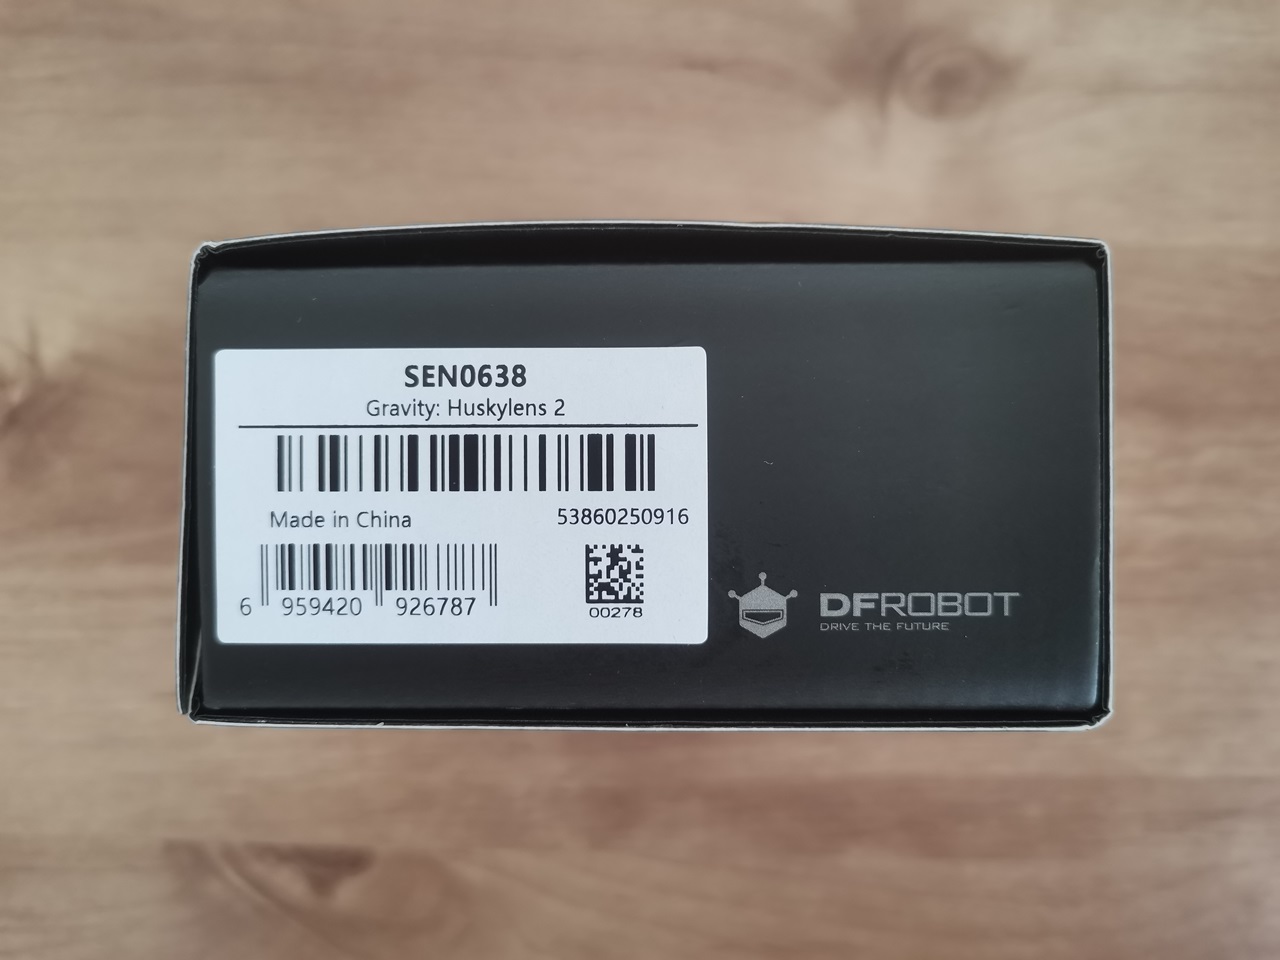 SEN0638
Gravity: Huskylens 2
Made in China
53860250916
6 959420 926787
00278
DFROBOT
DRIVE THE FUTURE